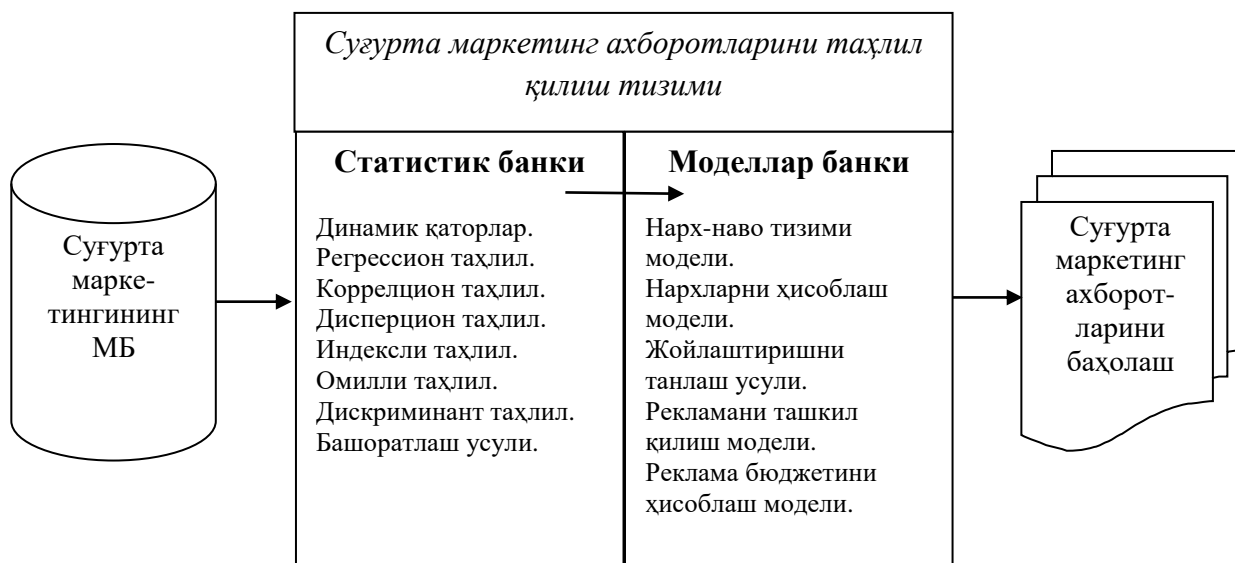 Суғурта маркетинг ахборотларини таҳлил
қилиш тизими
Суғурта
марке-
тингининг
МБ
Статистик банки
Динамик қаторлар.
Регрессион таҳлил.
Коррелцион таҳлил.
Дисперцион таҳлил.
Индексли таҳлил.
Омилли таҳлил.
Дискриминант таҳлил.
Башоратлаш усули.
Моделлар банки
Нарх-наво тизими
модели.
Нархларни ҳисоблаш
модели.
Жойлаштиришни
танлаш усули.
Рекламани ташкил
қилиш модели.
Реклама бюджетини
ҳисоблаш модели.
Суғурта
маркетинг
ахборот-
ларини
баҳолаш